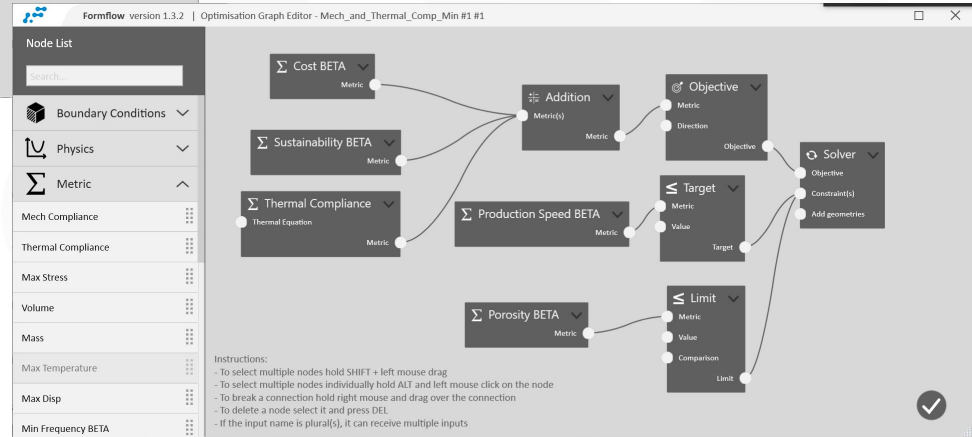 Formflow version 1.3.2 | Optimisation Graph Editor - Mech_and_Thermal_Comp_Min #1 #1
Node List
Search...
Boundary Conditions
Physics
Metric
Mech Compliance
Thermal Compliance
Max Stress
Volume
Mass
Max Temperature
Max Disp
Min Frequency BETA
Σ Cost BETA
Metric
Σ Sustainability BETA
Metric
Σ Thermal Compliance
Thermal Equation
Metric
Addition
Metric(s)
Metric
Σ Production Speed BETA
Metric
Σ Porosity BETA
Metric
Objective
Metric
Direction
Objective
≤ Target
Metric
Value
Target
≤ Limit
Metric
Value
Comparison
Limit
Solver
Objective
Constraint(s)
Add geometries
Instructions:
- To select multiple nodes hold SHIFT + left mouse drag
- To select multiple nodes individually hold ALT and left mouse click on the node
- To break a connection hold right mouse and drag over the connection
- To delete a node select it and press DEL
- If the input name is plural(s), it can receive multiple inputs